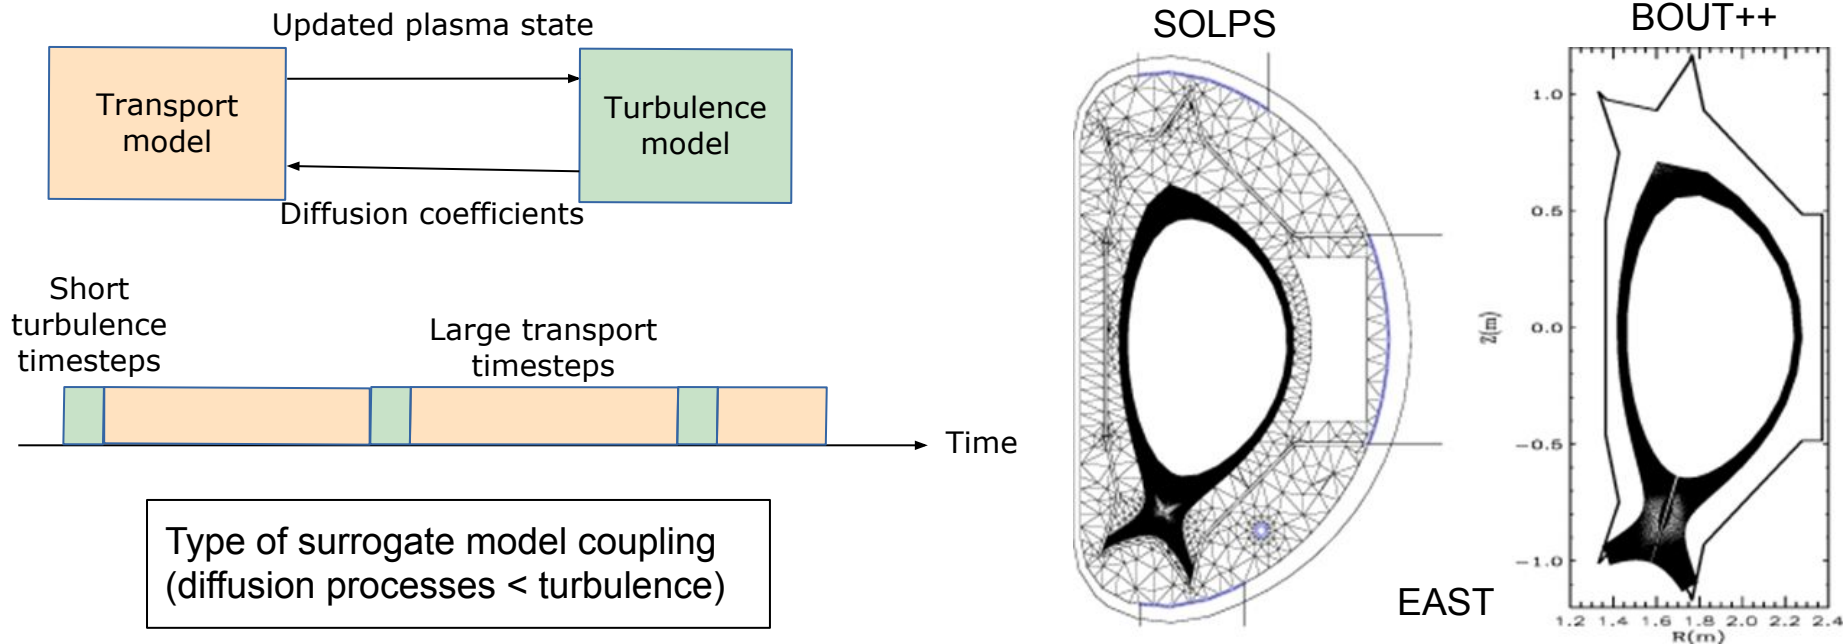 Updated plasma state
Transport
model
Turbulence
model
Diffusion coefficients
Short
turbulence
timesteps
Large transport
timesteps
Time
Type of surrogate model coupling
(diffusion processes < turbulence)
SOLPS
EAST
BOUT++
1.0
0.5
0.0
−0.5
−1.0
Z(m)
1.2 1.4 1.6 1.8 2.0 2.2 2.4
R(m)